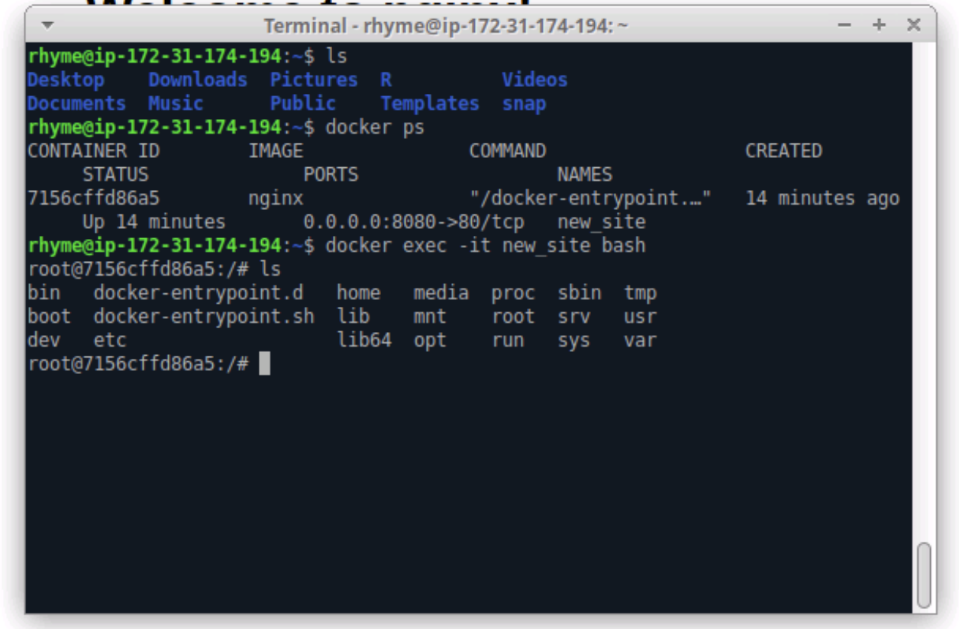 Welcome to nginx!
Terminal - rhyme@ip-172-31-174-194: ~
rhyme@ip-172-31-174-194:~$ ls
Desktop Downloads Pictures R Videos
Documents Music Public Templates snap
rhyme@ip-172-31-174-194:~$ docker ps
CONTAINER ID IMAGE COMMAND CREATED
STATUS PORTS NAMES
7156cffd86a5 nginx "/docker-entrypoint.…" 14 minutes ago
Up 14 minutes 0.0.0.0:8080->80/tcp new_site
rhyme@ip-172-31-174-194:~$ docker exec -it new_site bash
root@7156cffd86a5:/# ls
bin docker-entrypoint.d home media proc sbin tmp
boot docker-entrypoint.sh lib mnt root srv usr
dev etc lib64 opt run sys var
root@7156cffd86a5:/#